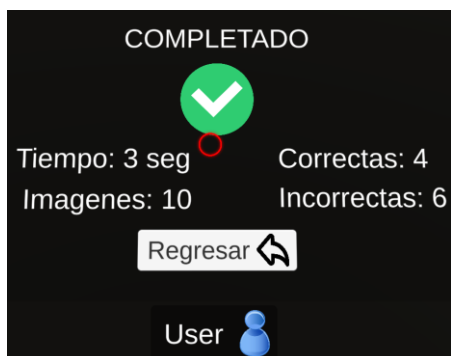 COMPLETADO
Tiempo: 3 seg
Correctas: 4
Imagenes: 10
Incorrectas: 6
Regresar
User